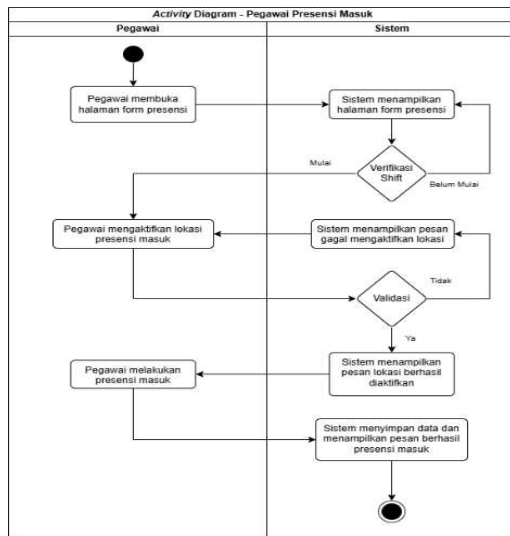 Activity Diagram - Pegawai Presensi Masuk
Pegawai
Sistem
Pegawai membuka
halaman form presensi
Sistem menampilkan
halaman form presensi
Mulai
Verifikasi
Shift
Belum Mulai
Pegawai mengaktifkan lokasi
presensi masuk
Sistem menampilkan pesan
gagal mengaktifkan lokasi
Tidak
Validasi
Ya
Pegawai melakukan
presensi masuk
Sistem menampilkan
pesan lokasi berhasil
diaktifkan
Sistem menyimpan data dan
menampilkan pesan berhasil
presensi masuk